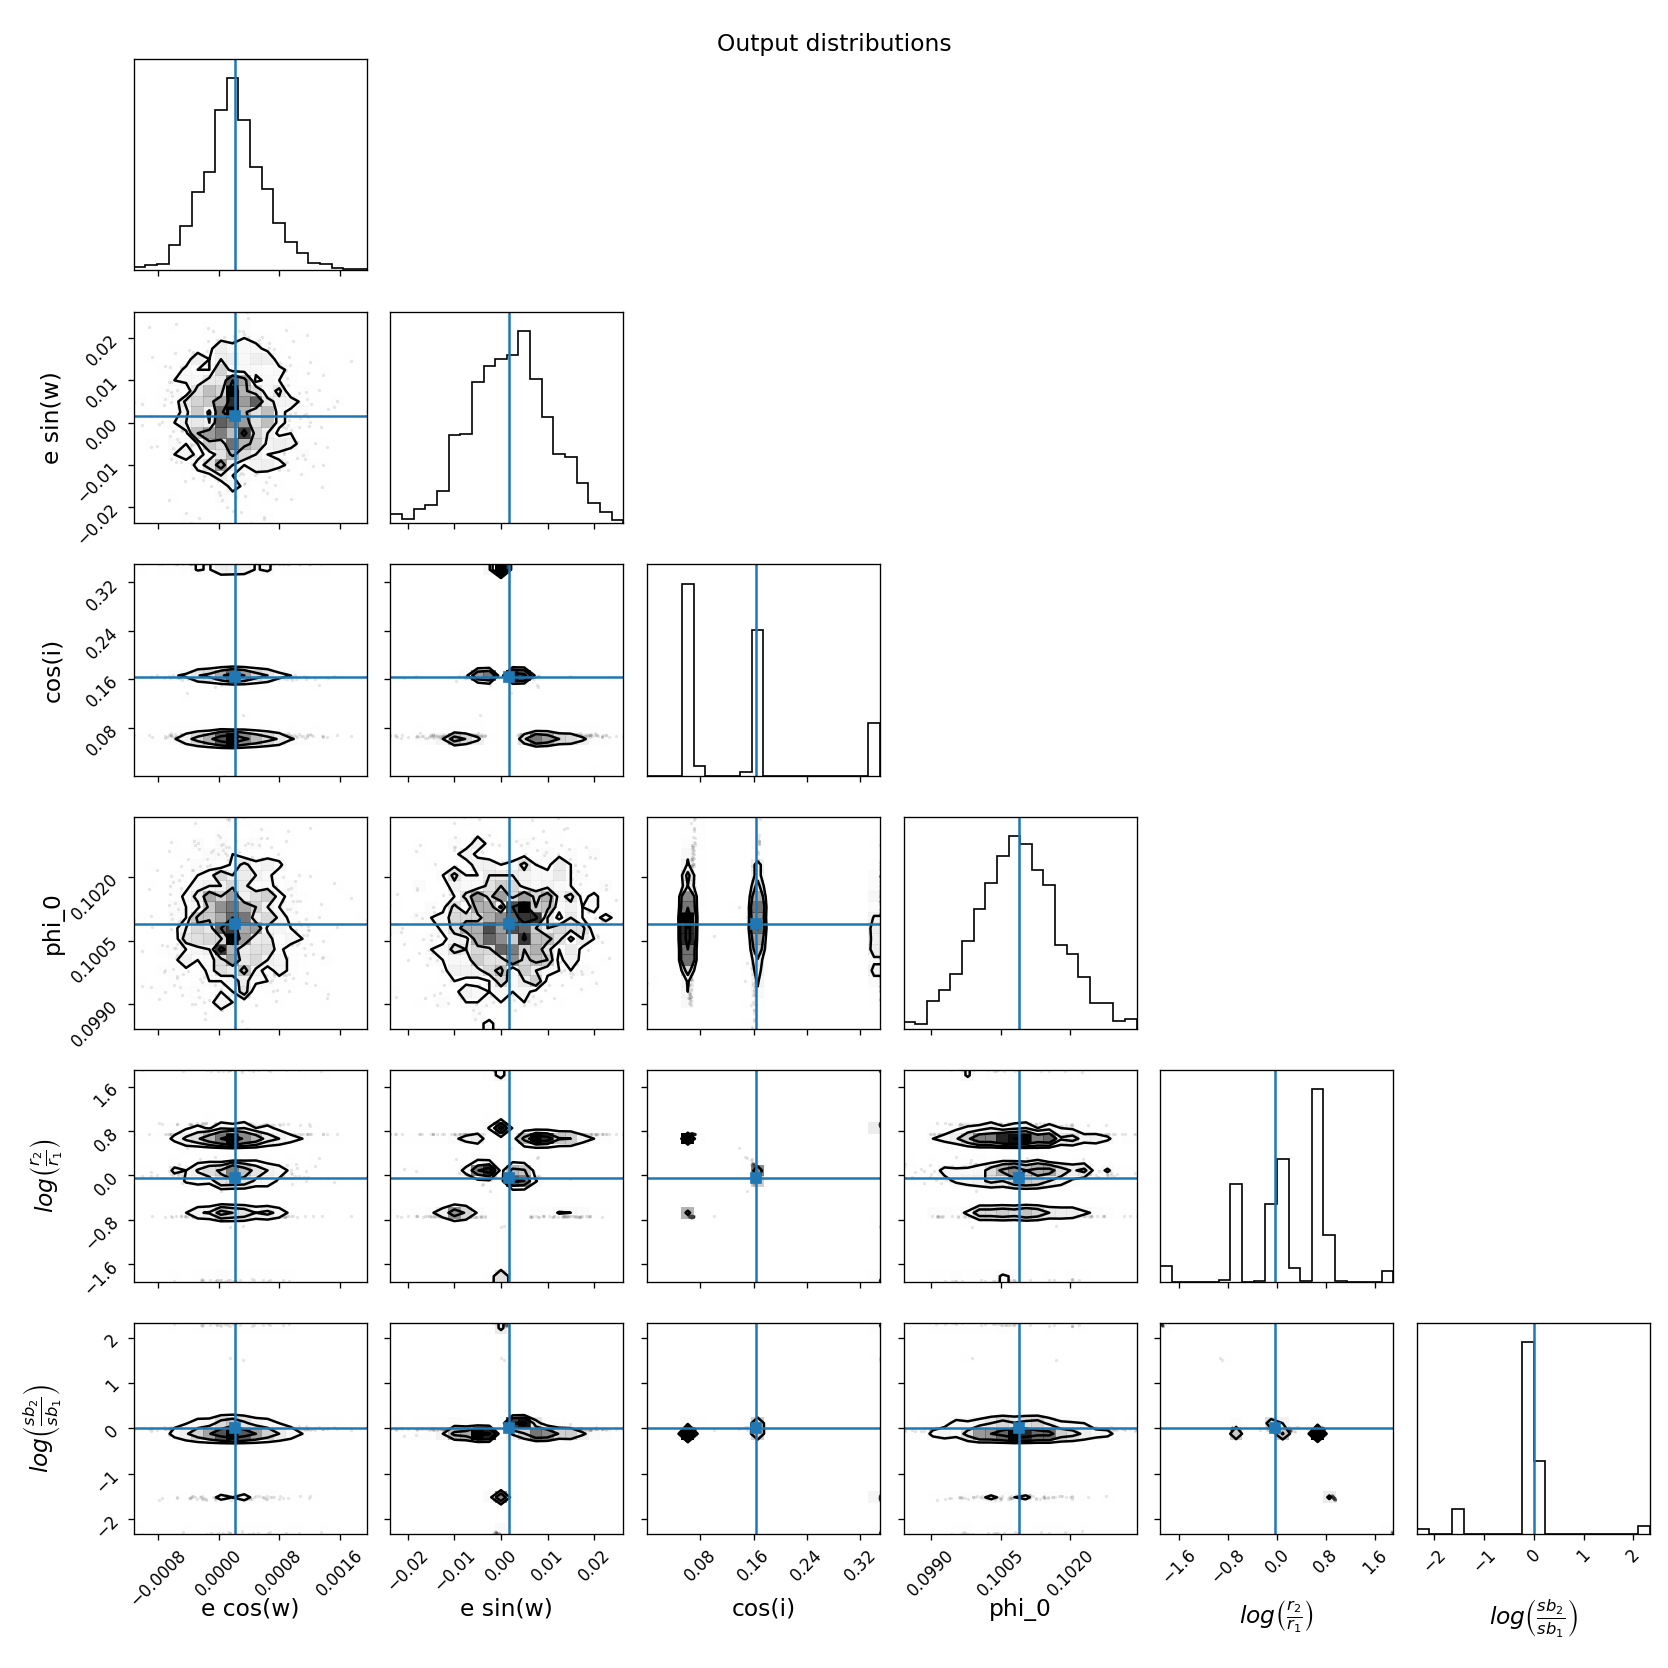 Output distributions
e sin(w)
0.02
0.01
0.00
−0.01
−0.02
cos(i)
0.32
0.24
0.16
0.08
phi_0
0.1020
0.1005
0.0990
log(r₂/r₁)
1.6
0.8
0.0
−0.8
−1.6
log(sb₂/sb₁)
2
1
0
−1
−2
−0.0008 0.0000 0.0008 0.0016
−0.02 −0.01 0.00 0.01 0.02
0.08 0.16 0.24 0.32
0.0990 0.1005 0.1020
−1.6 −0.8 0.0 0.8 1.6
−2 −1 0 1 2
e cos(w) e sin(w) cos(i) phi_0 log(r₂/r₁) log(sb₂/sb₁)